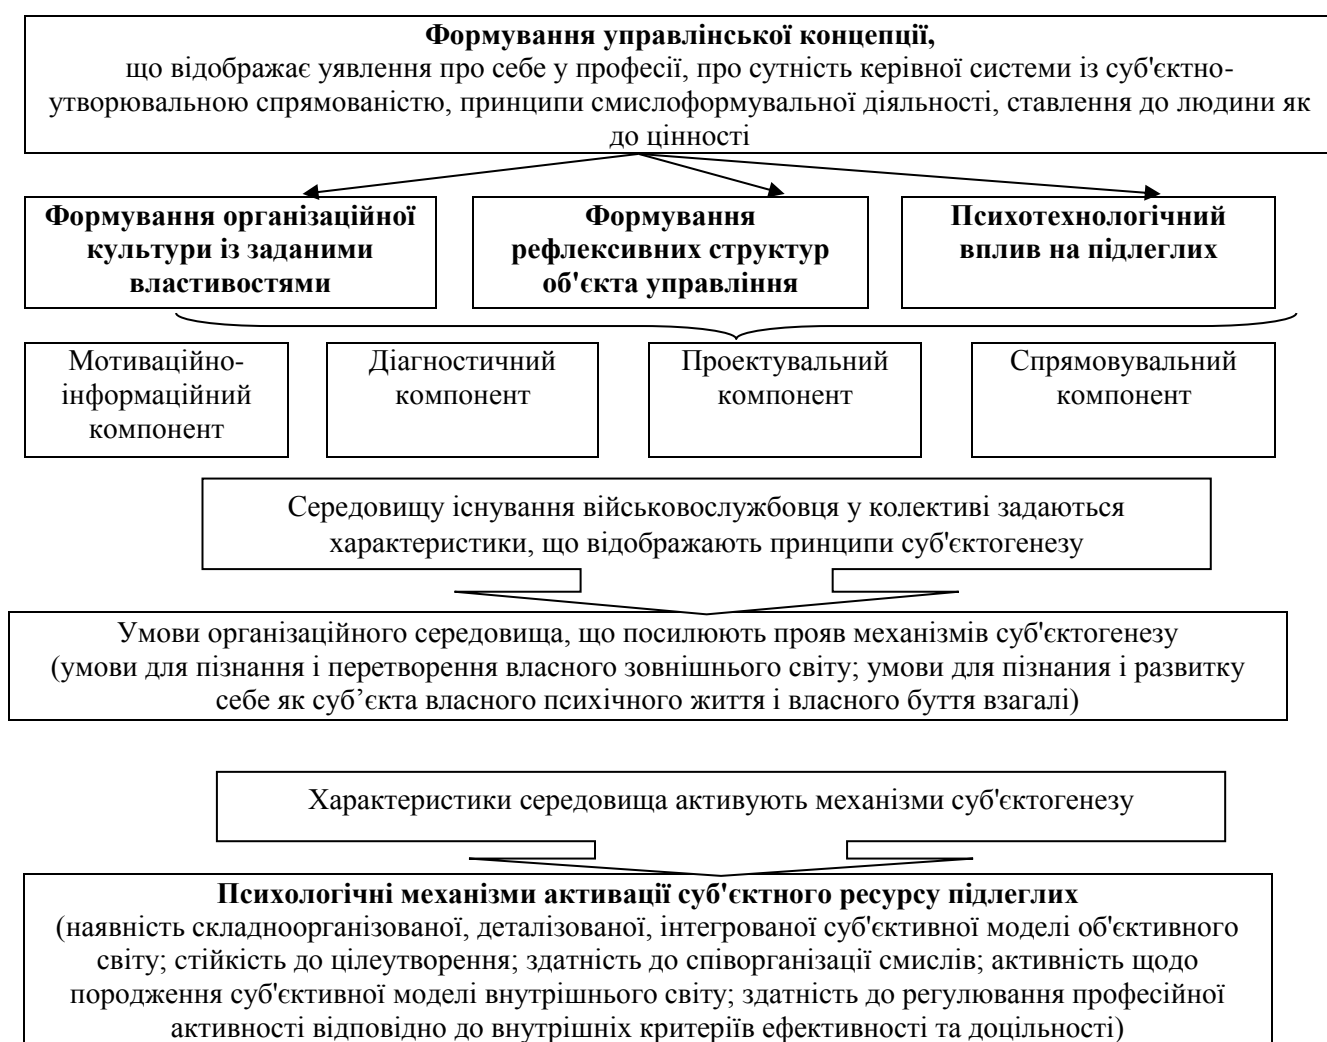 Формування управлінської концепції,
що відображає уявлення про себе у професії, про сутність керівної системи із суб'єктно-
утворювальною спрямованістю, принципи смислоформувальної діяльності, ставлення до людини як
до цінності
Формування організаційної
культури із заданими
властивостями
Формування
рефлексивних структур
об'єкта управління
Психотехнологічний
вплив на підлеглих
Мотиваційно-
інформаційний
компонент
Діагностичний
компонент
Проектувальний
компонент
Спрямовувальний
компонент
Середовищу існування військовослужбовця у колективі задаються
характеристики, що відображають принципи суб'єктогенезу
Умови організаційного середовища, що посилюють прояв механізмів суб'єктогенезу
(умови для пізнання і перетворення власного зовнішнього світу; умови для пізнания і развитку
себе як суб’єкта власного психічного життя і власного буття взагалі)
Характеристики середовища активують механізми суб'єктогенезу
Психологічні механізми активації суб'єктного ресурсу підлеглих
(наявність складноорганізованої, деталізованої, інтегрованої суб'єктивної моделі об'єктивного
світу; стійкість до цілеутворення; здатність до співорганізації смислів; активність щодо
породження суб'єктивної моделі внутрішнього світу; здатність до регулювання професійної
активності відповідно до внутрішніх критеріїв ефективності та доцільності)